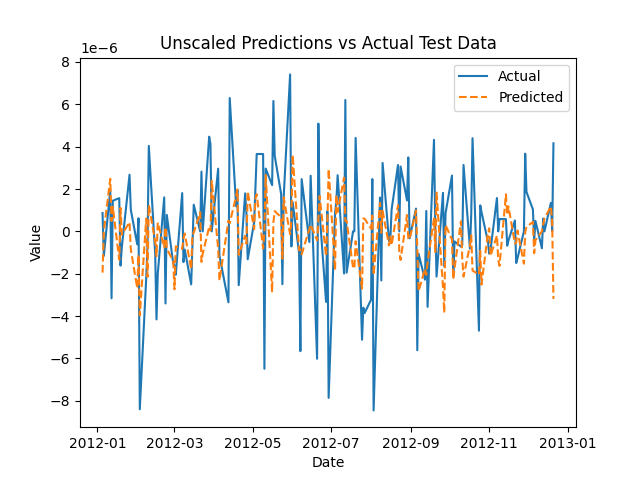 Unscaled Predictions vs Actual Test Data
1e−6
Actual
Predicted
8
6
4
2
0
−2
−4
−6
−8
Value
2012-01 2012-03 2012-05 2012-07 2012-09 2012-11 2013-01
Date